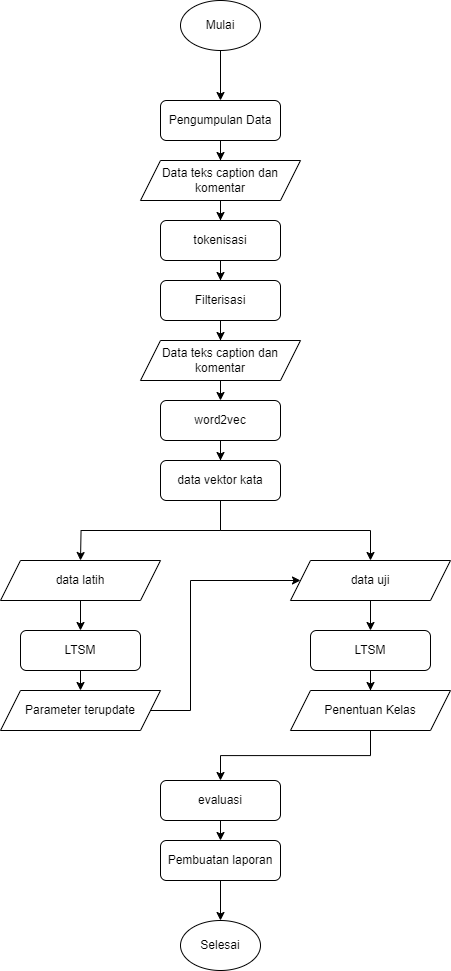 Mulai
Pengumpulan Data
Data teks caption dan
komentar
tokenisasi
Filterisasi
Data teks caption dan
komentar
word2vec
data vektor kata
data latih
data uji
LTSM
LTSM
Parameter terupdate
Penentuan Kelas
evaluasi
Pembuatan laporan
Selesai